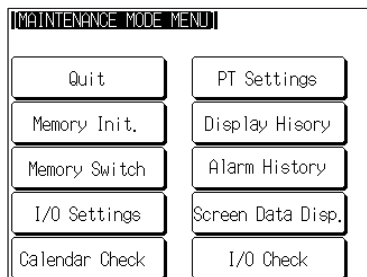 [MAINTENANCE MODE MENU]
Quit
PT Settings
Memory Init.
Display Hisory
Memory Switch
Alarm History
I/O Settings
Screen Data Disp.
Calendar Check
I/O Check